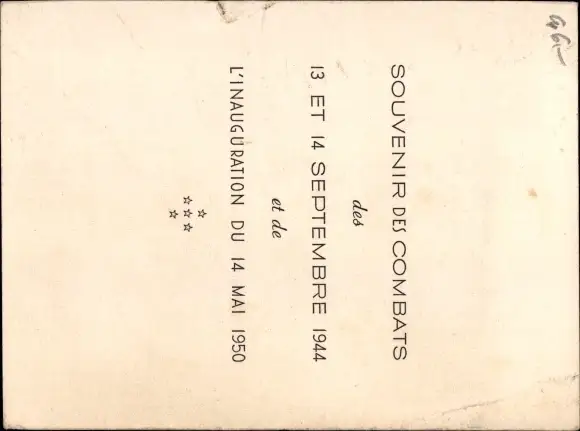 SOUVENIR DES COMBATS
des
13 ET 14 SEPTEMBRE 1944
et de
L'INAUGURATION DU 14 MAI 1950